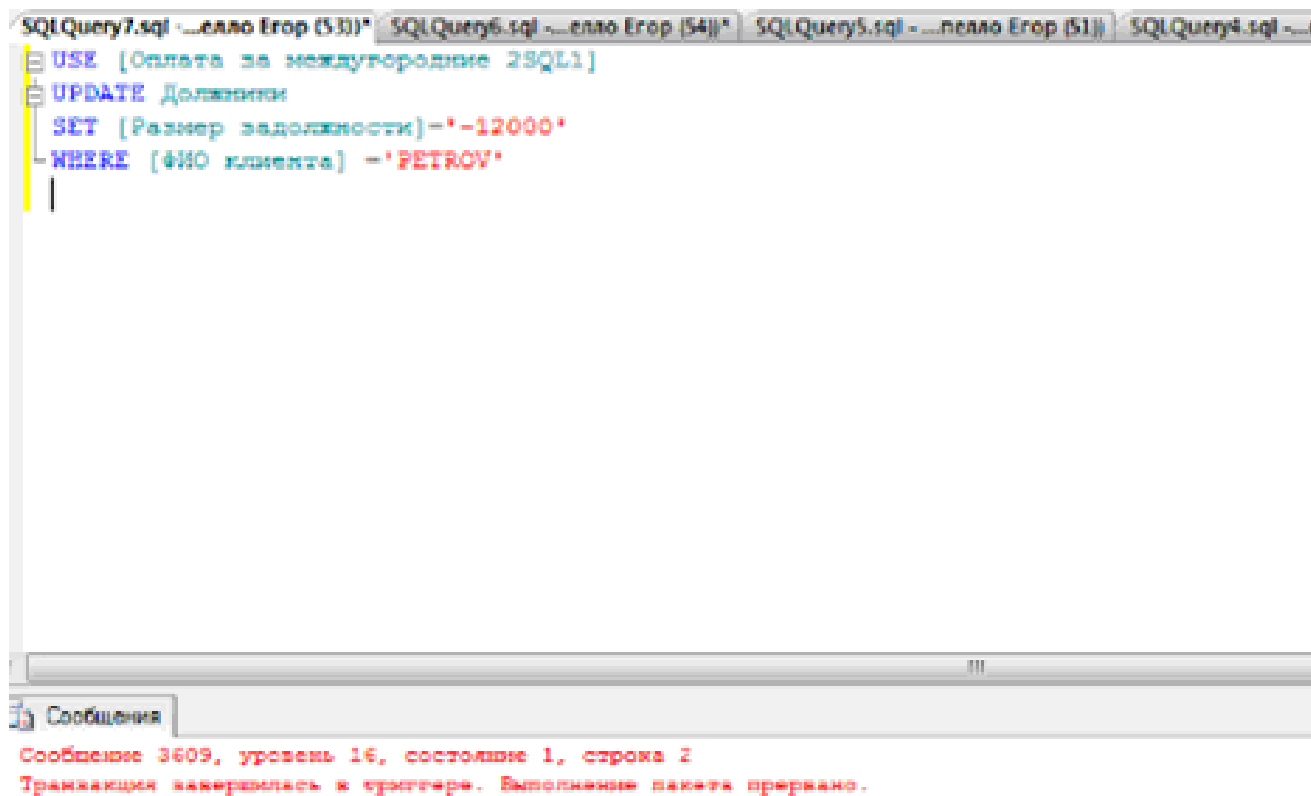 SQLQuery7.sql -...елло Егор (53))* SQLQuery6.sql -...елло Егор (54))* SQLQuery5.sql - ...пелло Егор (51)) SQLQuery4.sql -...
USE [Оплата за междугородние 2SQL1]
UPDATE Должники
SET [Размер задолжности]='-12000'
WHERE [ФИО клиента] ='PETROV'
Сообщения
Сообщение 3609, уровень 16, состояние 1, строка 2
Транзакция завершилась в триггере. Выполнение пакета прервано.